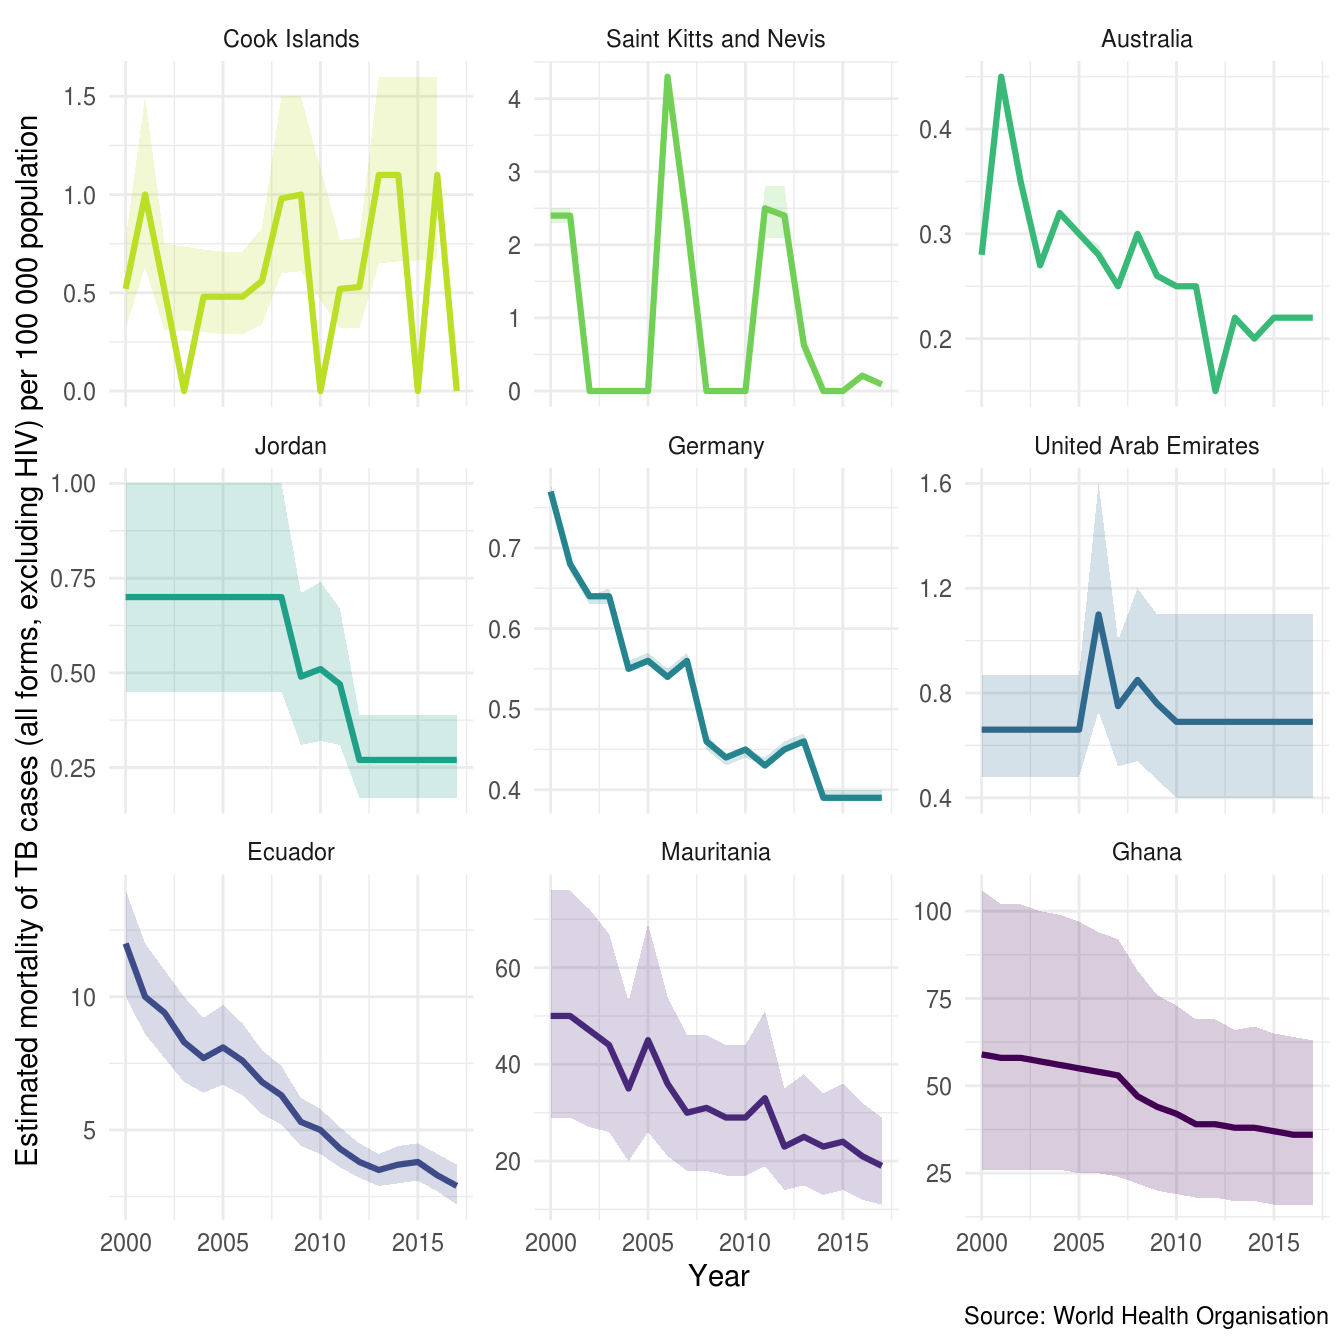 Cook Islands
Saint Kitts and Nevis
Australia
1.5
1.0
0.5
0.0
4
3
2
1
0
0.4
0.3
0.2
Jordan
Germany
United Arab Emirates
1.00
0.75
0.50
0.25
0.7
0.6
0.5
0.4
1.6
1.2
0.8
0.4
Ecuador
Mauritania
Ghana
10
5
60
40
20
100
75
50
25
2000 2005 2010 2015
2000 2005 2010 2015
2000 2005 2010 2015
Estimated mortality of TB cases (all forms, excluding HIV) per 100 000 population
Year
Source: World Health Organisation